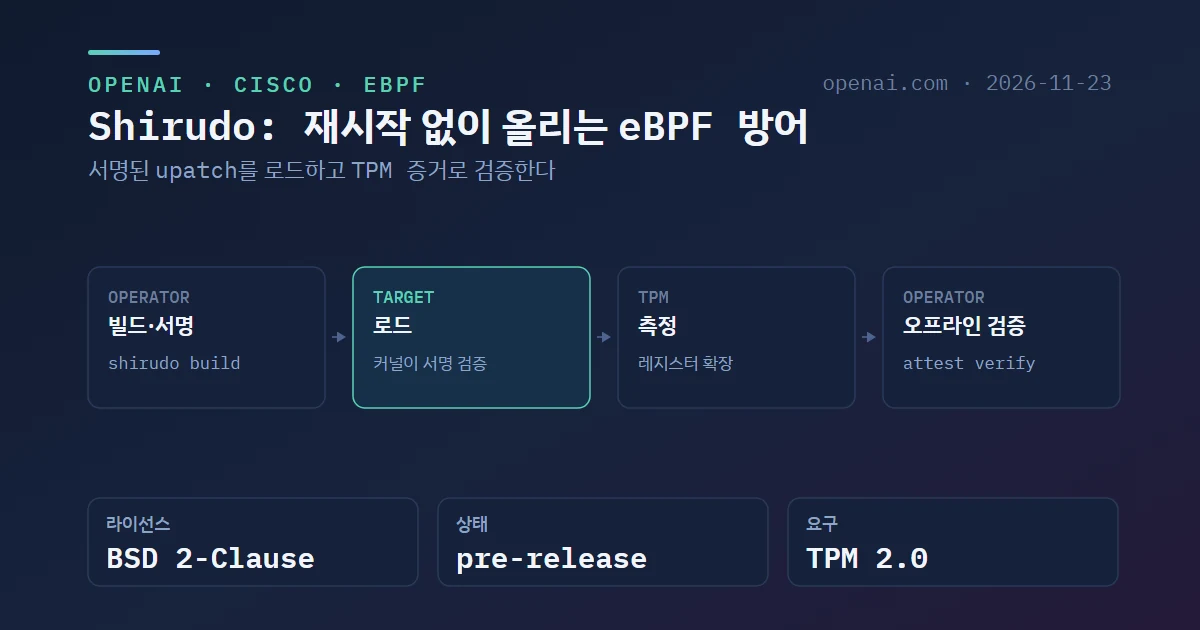 OPENAI · CISCO · EBPF
openai.com · 2026-11-23
Shirudo: 재시작 없이 올리는 eBPF 방어
서명된 upatch를 로드하고 TPM 증거로 검증한다
OPERATOR
빌드·서명
shirudo build
TARGET
로드
커널이 서명 검증
TPM
측정
레지스터 확장
OPERATOR
오프라인 검증
attest verify
라이선스
BSD 2-Clause
상태
pre-release
요구
TPM 2.0